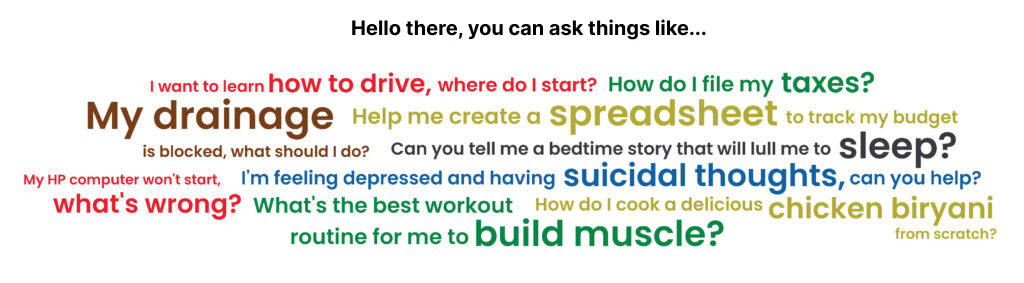 Hello there, you can ask things like...
I want to learn how to drive, where do I start?
How do I file my taxes?
My drainage
is blocked, what should I do?
Help me create a spreadsheet to track my budget
Can you tell me a bedtime story that will lull me to sleep?
My HP computer won't start,
what's wrong?
I'm feeling depressed and having suicidal thoughts, can you help?
What's the best workout
routine for me to build muscle?
How do I cook a delicious chicken biryani
from scratch?